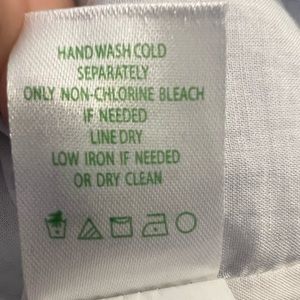 HAND WASH COLD
SEPARATELY
ONLY NON-CHLORINE BLEACH
IF NEEDED
LINE DRY
LOW IRON IF NEEDED
OR DRY CLEAN